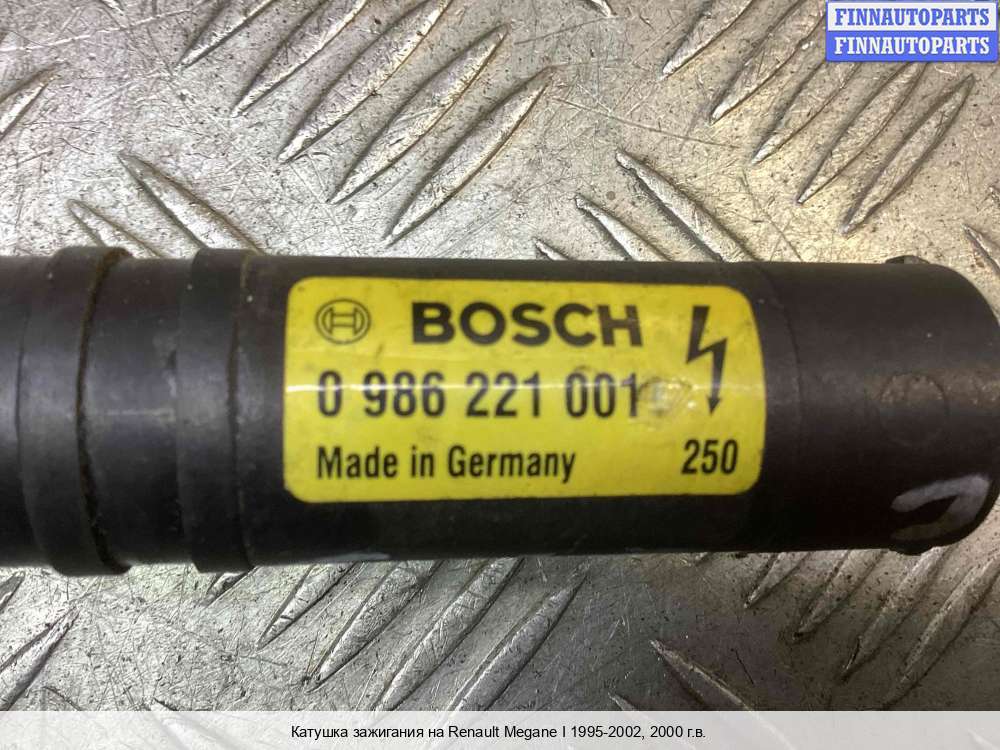 FINNAUTOPARTS
FINNAUTOPARTS
BOSCH
0 986 221 001
Made in Germany 250
Катушка зажигания на Renault Megane I 1995-2002, 2000 г.в.